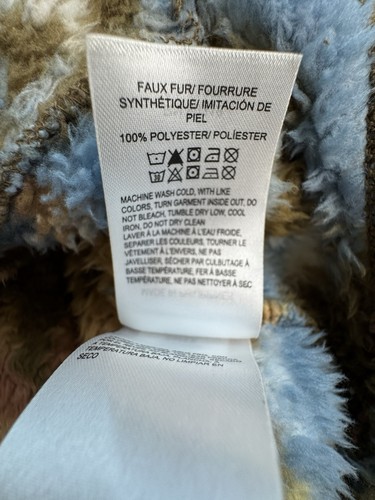 FAUX FUR/ FOURRURE
SYNTHÉTIQUE/ IMITACIÓN DE
PIEL
100% POLYESTER/ POLIÉSTER
MACHINE WASH COLD, WITH LIKE
COLORS, TURN GARMENT INSIDE OUT, DO
NOT BLEACH, TUMBLE DRY LOW, COOL
IRON, DO NOT DRY CLEAN
LAVER À LA MACHINE À L'EAU FROIDE,
SEPARER LES COULEURS, TOURNER LE
VÊTEMENT À L'ENVERS, NE PAS
JAVELLISER, SÉCHER PAR CULBUTAGE À
BASSE TEMPÉRATURE, FER À BASSE
TEMPÉRATURE, NE PAS NETTOYER À SEC
A TEMPERATURA
TEMPERATURA BAJA, NO LIMPIAR EN
SECO